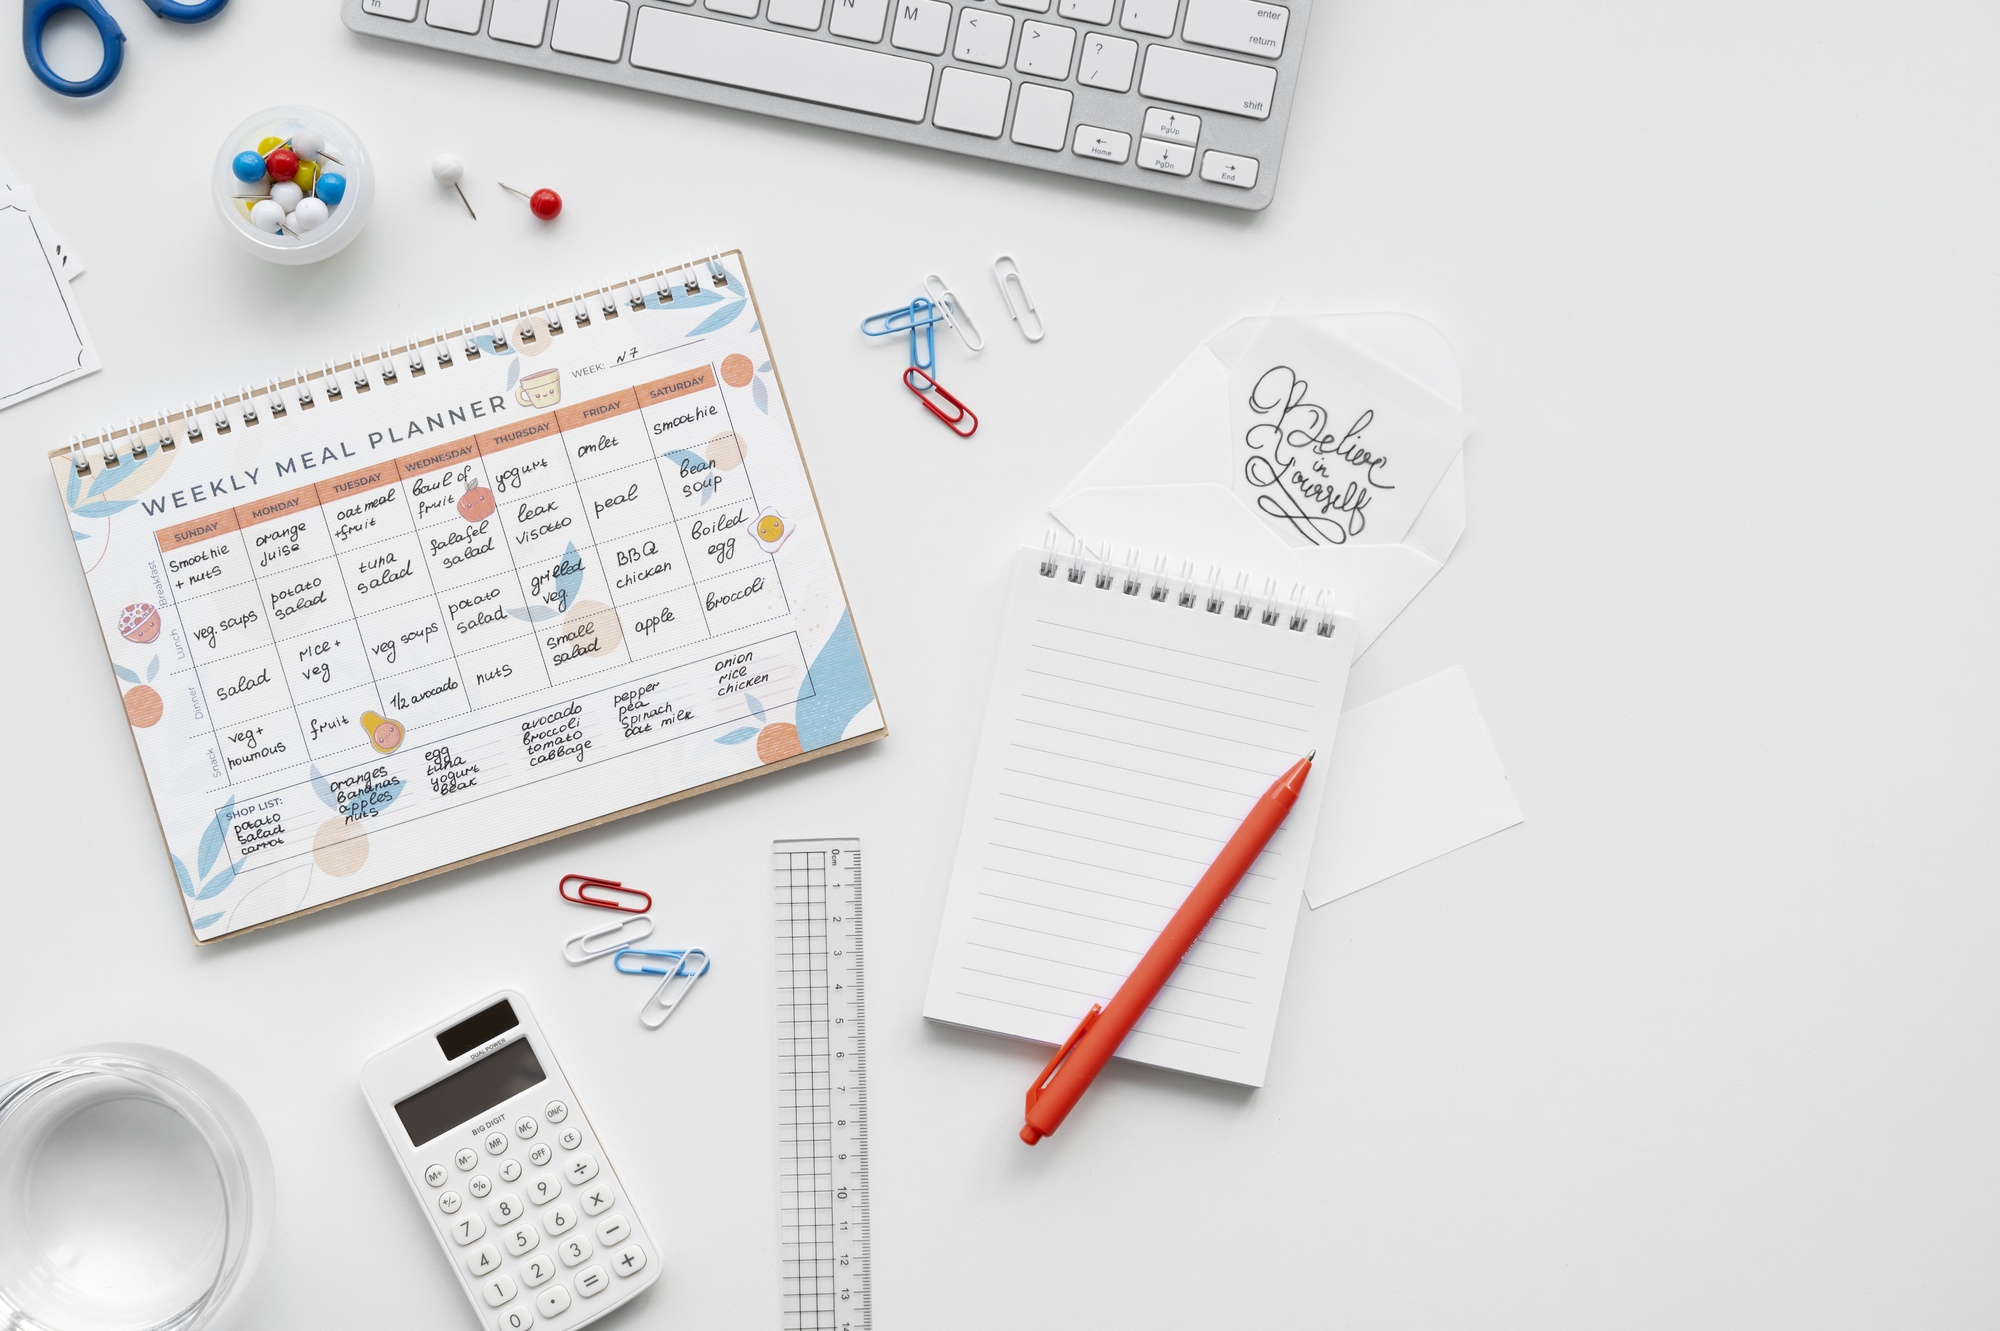 fn
N
M
<
,
>
.
?
/
enter
return
shift
PgUp
Home
PgDn
End
WEEKLY MEAL PLANNER
WEEK: N7
SUNDAY MONDAY TUESDAY WEDNESDAY THURSDAY FRIDAY SATURDAY
Breakfast
Smoothie
+ nuts
orange
juise
oatmeal
+fruit
boul of
fruit
yogurt
omlet
smoothie
Lunch
veg. soups
potato
salad
tuna
salad
falafel
salad
leak
visotto
peal
bean
soup
Dinner
salad
rice+
veg
veg soups
potato
salad
grilled
veg.
BBQ
chicken
boiled
egg
Snack
veg+
houmous
fruit
1/2 avocado
nuts
small
salad
apple
broccoli
SHOP LIST:
potato
salad
carrot
oranges
bananas
apples
nuts
egg
tuna
yogurt
beak
avocado
broccoli
tomato
cabbage
pepper
pea
spinach
oat milk
onion
rice
chicken
Belive
in
yourself
DUAL POWER
BIG DIGIT
M+ M- MR MC ON/C
+/- % √ OFF CE
7 8 9 ÷
4 5 6 ×
1 2 3 −
0 . = +
0cm
1
2
3
4
5
6
7
8
9
10
11
12
13
14